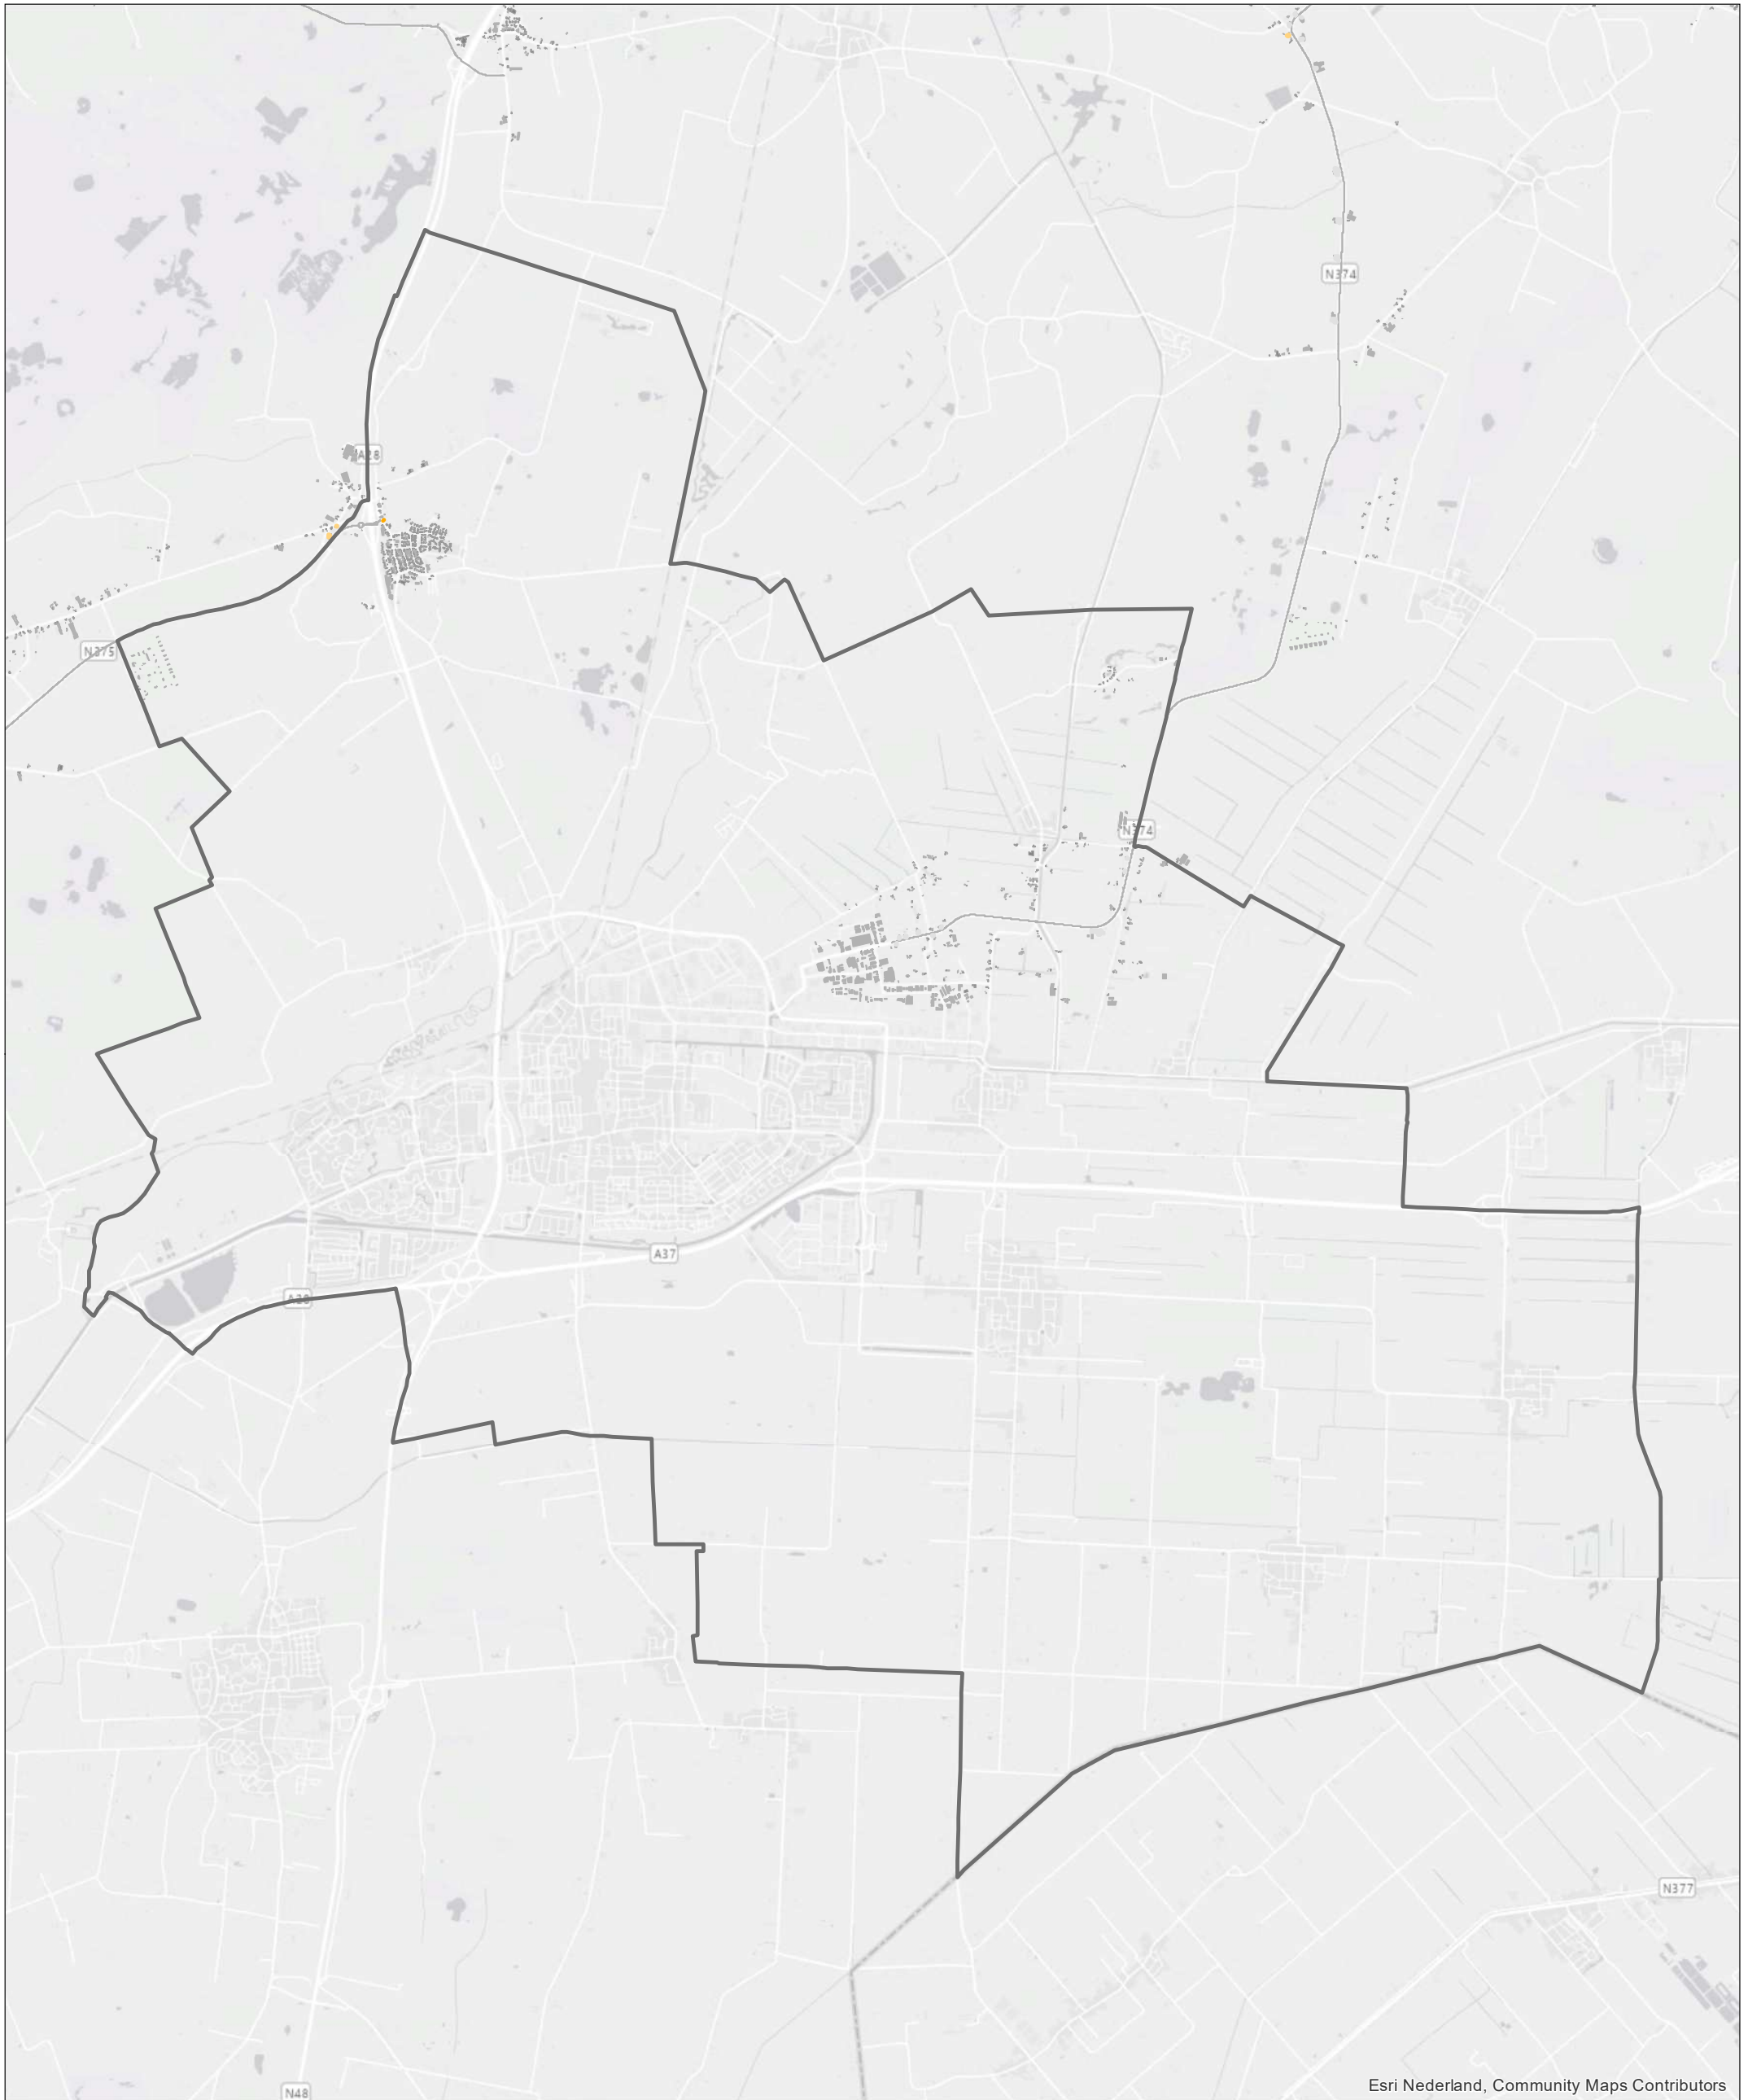 N374
A28
N375
N374
A37
A28
N377
Esri Nederland, Community Maps Contributors
N48